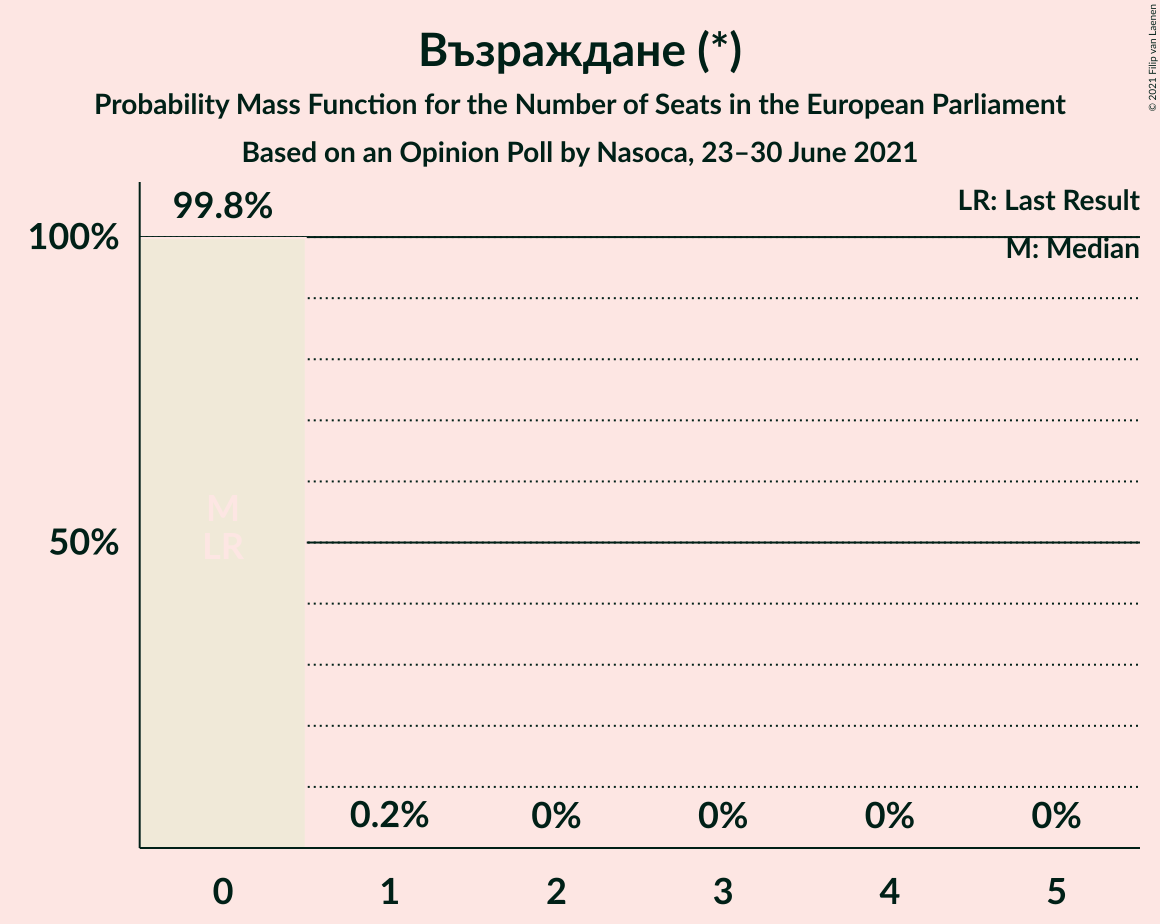 Възраждане (*)
Probability Mass Function for the Number of Seats in the European Parliament
Based on an Opinion Poll by Nasoca, 23–30 June 2021
© 2021 Filip van Laenen
LR: Last Result
M: Median
99.8%
100%
M
LR
50%
0.2%
0%
0%
0%
0%
0
1
2
3
4
5